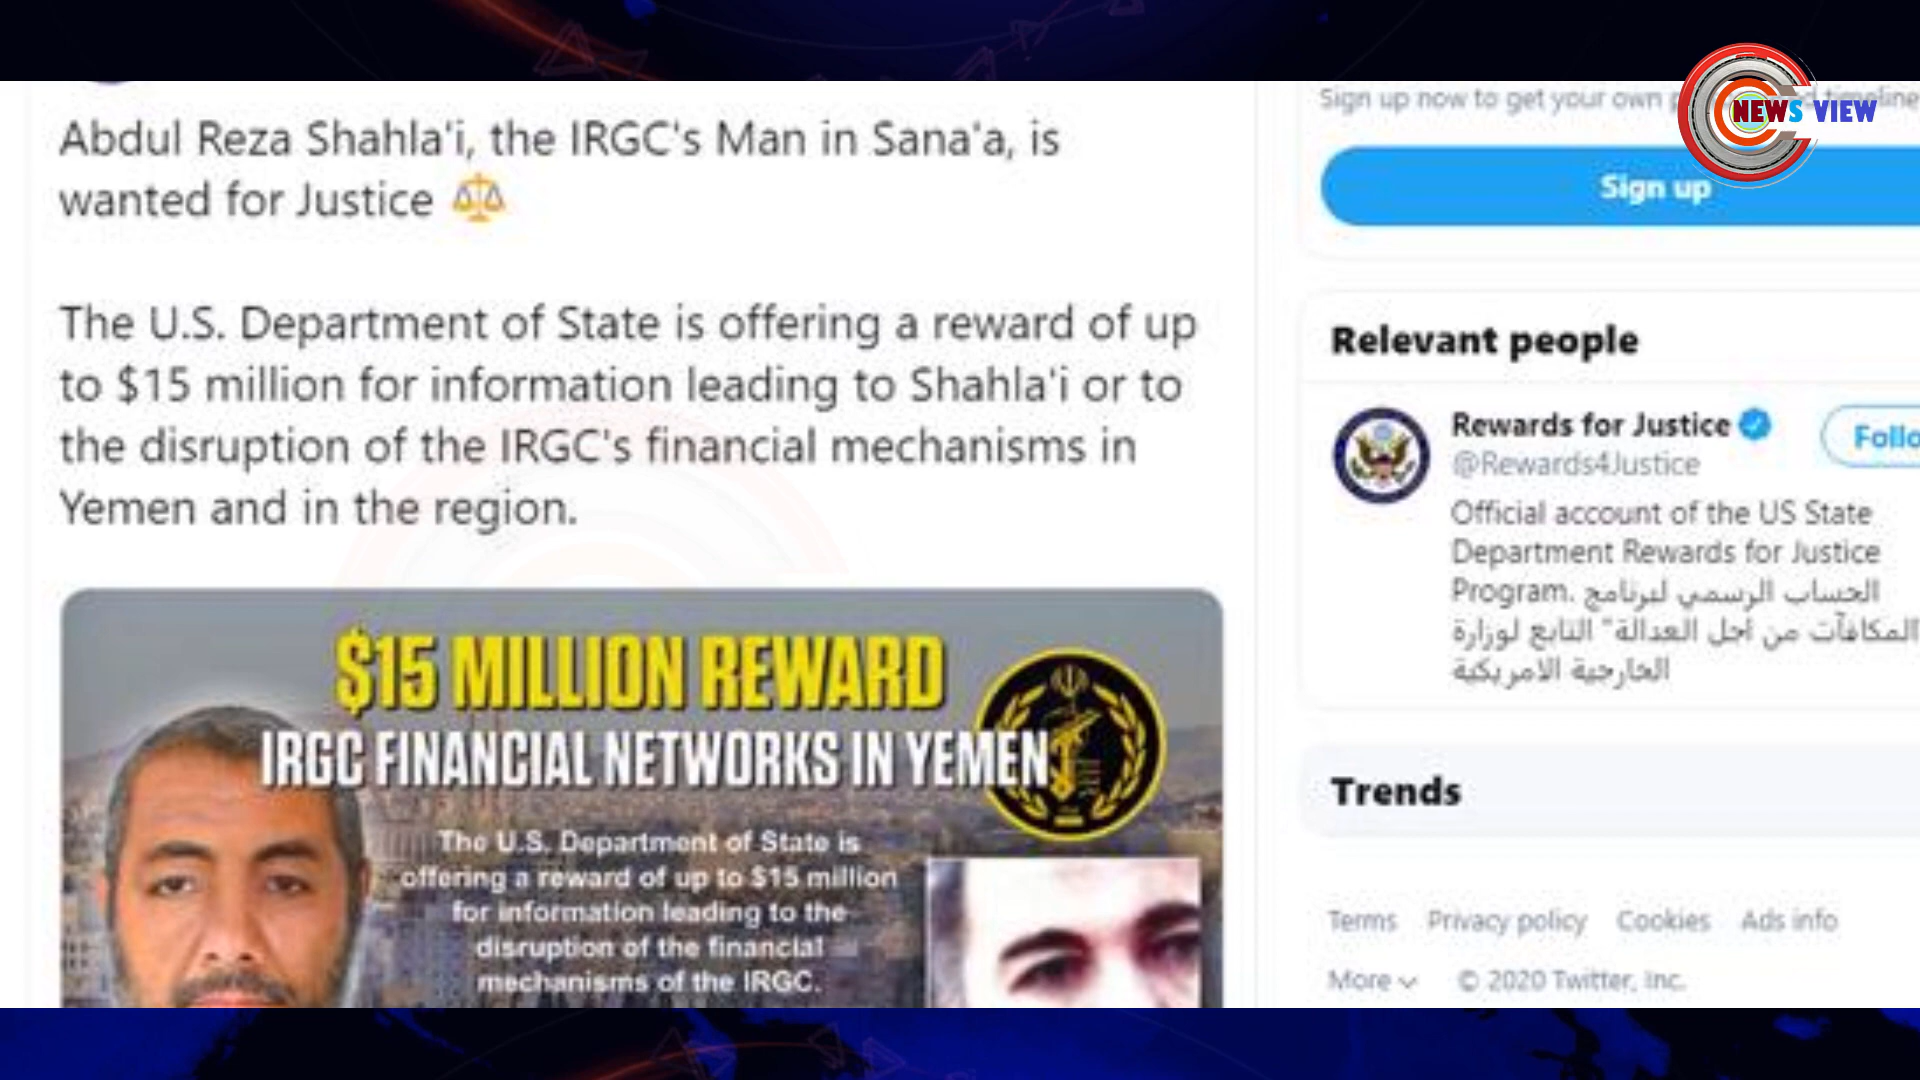 Abdul Reza Shahla'i, the IRGC's Man in Sana'a, is
wanted for Justice
The U.S. Department of State is offering a reward of up
to $15 million for information leading to Shahla'i or to
the disruption of the IRGC's financial mechanisms in
Yemen and in the region.
$15 MILLION REWARD
IRGC FINANCIAL NETWORKS IN YEMEN
The U.S. Department of State is
offering a reward of up to $15 million
for information leading to the
disruption of the financial
mechanisms of the IRGC.
NEWS VIEW
Sign up now to get your own timeline
Sign up
Relevant people
Rewards for Justice
@Rewards4Justice
Follo
Official account of the US State
Department Rewards for Justice
Program. الحساب الرسمي لبرنامج
المكافآت من اجل العدالة" التابع لوزارة
الخارجية الامريكية
Trends
Terms Privacy policy Cookies Ads info
More © 2020 Twitter, Inc.